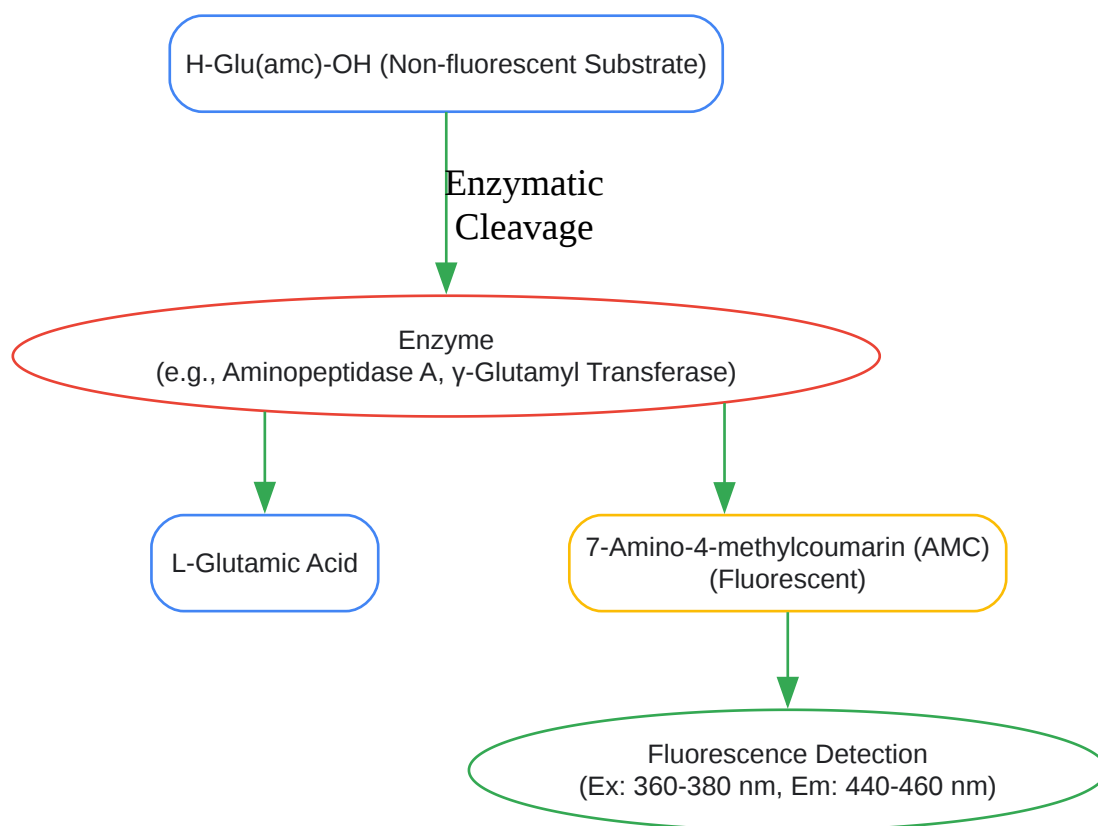 H-Glu(amc)-OH (Non-fluorescent Substrate)
Enzymatic
Cleavage
Enzyme
(e.g., Aminopeptidase A, γ-Glutamyl Transferase)
L-Glutamic Acid
7-Amino-4-methylcoumarin (AMC)
(Fluorescent)
Fluorescence Detection
(Ex: 360-380 nm, Em: 440-460 nm)